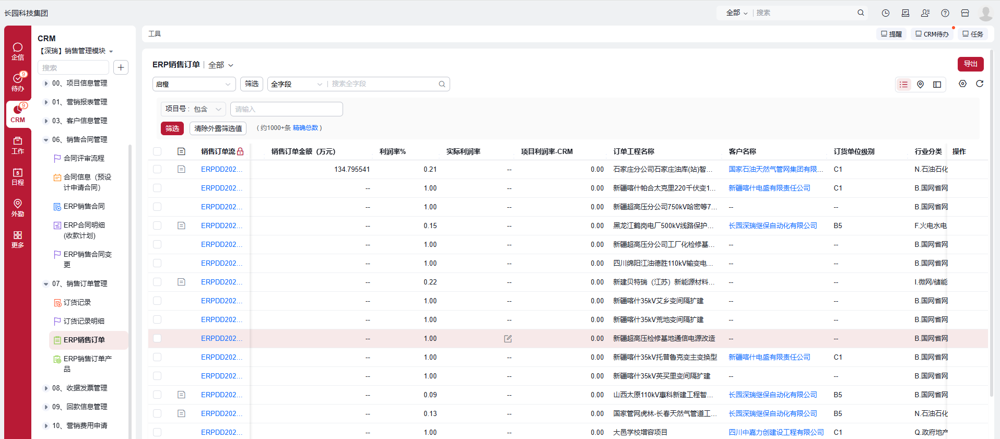 长园科技集团
全部
搜索
工具
提醒
CRM待办
任务
企信
9
待办
9
CRM
工作
5
日程
外勤
更多
CRM
【深瑞】销售管理模块
搜索
00、项目信息管理
01、营销报表管理
03、客户信息管理
06、销售合同管理
合同评审流程
合同信息（预设
计申请合同）
ERP销售合同
ERP合同明细
(收款计划)
ERP销售合同变
更
07、销售订单管理
订货记录
订货记录明细
ERP销售订单
ERP销售订单产
品
08、收据发票管理
09、回款信息管理
10、营销费用申请
ERP销售订单 全部
导出
启橙 筛选 全字段 搜索全字段
项目号： 包含 请输入
筛选 清除外露筛选值 （ 约1000+条 精确总数 ）
销售订单流 销售订单金额（万元） 利润率% 实际利润率 项目利润率-CRM 订单工程名称 客户名称 订货单位级别 行业分类 操作
ERPDD202... 134.795541 0.21 -- 0.00 石家庄分公司石家庄油库(站)智... 国家石油天然气管网集团有限... C1 N.石油石化
ERPDD202... -- 1.00 -- 0.00 新疆喀什帕合太克里220千伏变1... 新疆喀什电盛有限责任公司 C1 B.国网省网
ERPDD202... -- 1.00 -- 0.00 新疆超高压分公司750kV哈密等7... -- -- B.国网省网
ERPDD202... -- 0.15 -- 0.00 黑龙江鹤岗电厂500kV线路保护... 长园深瑞继保自动化有限公司 B5 F.火电水电
ERPDD202... -- 1.00 -- 0.00 新疆超高压分公司工厂化检修基... -- -- B.国网省网
ERPDD202... -- 1.00 -- 0.00 四川绵阳江油德胜110kV输变电... -- -- B.国网省网
ERPDD202... -- 0.22 -- 0.00 新建贝特瑞（江苏）新能源材料... -- -- I.微网/储能
ERPDD202... -- 1.00 -- 0.00 新疆喀什35kV艾乡变间隔扩建 -- -- B.国网省网
ERPDD202... -- 1.00 -- 0.00 新疆喀什35kV荒地变间隔扩建 -- -- B.国网省网
ERPDD202... -- 1.00 0.00 新疆超高压检修基地通信电源改造 -- -- B.国网省网
ERPDD202... -- 1.00 -- 0.00 新疆喀什35kV托普鲁克变主变换型 新疆喀什电盛有限责任公司 C1 B.国网省网
ERPDD202... -- 1.00 -- 0.00 新疆喀什35kV英买里变间隔扩建 -- -- B.国网省网
ERPDD202... -- 0.09 -- 0.00 山西太原110kV惠科新建工程智... 长园深瑞继保自动化有限公司 B5 B.国网省网
ERPDD202... -- 0.13 -- 0.00 国家管网虎林-长春天然气管道工... 长园深瑞继保自动化有限公司 B5 N.石油石化
ERPDD202... -- 1.00 -- 0.00 大邑学校增容项目 四川中嘉力创建设工程有限公司 C1 Q.政府地产